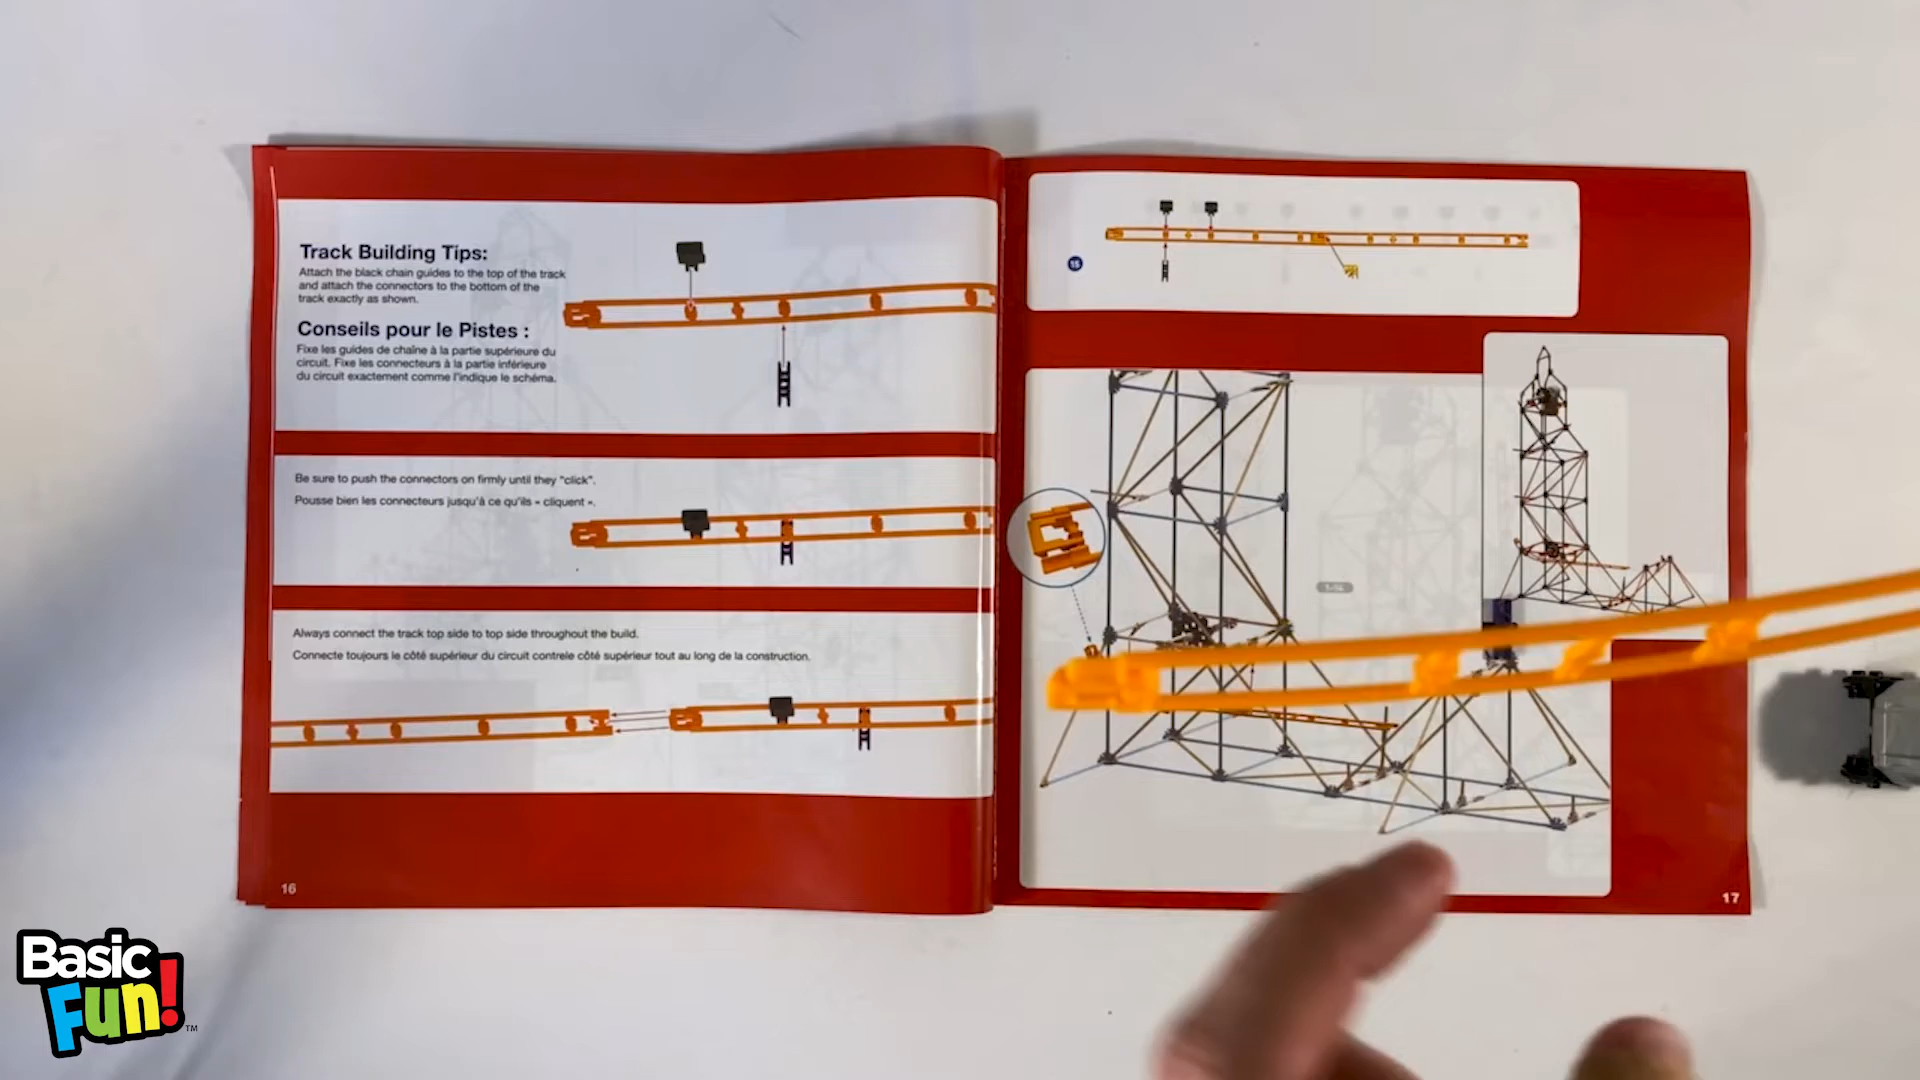 Track Building Tips:
Attach the black chain guides to the top of the track
and attach the connectors to the bottom of the
track exactly as shown.
Conseils pour le Pistes :
Fixe les guides de chaîne à la partie supérieure du
circuit. Fixe les connecteurs à la partie inférieure
du circuit exactement comme l'indique le schéma.
Be sure to push the connectors on firmly until they "click".
Pousse bien les connecteurs jusqu'à ce qu'ils « cliquent ».
Always connect the track top side to top side throughout the build.
Connecte toujours le côté supérieur du circuit contrele côté supérieur tout au long de la construction.
16
15
17
Basic
Fun!
TM